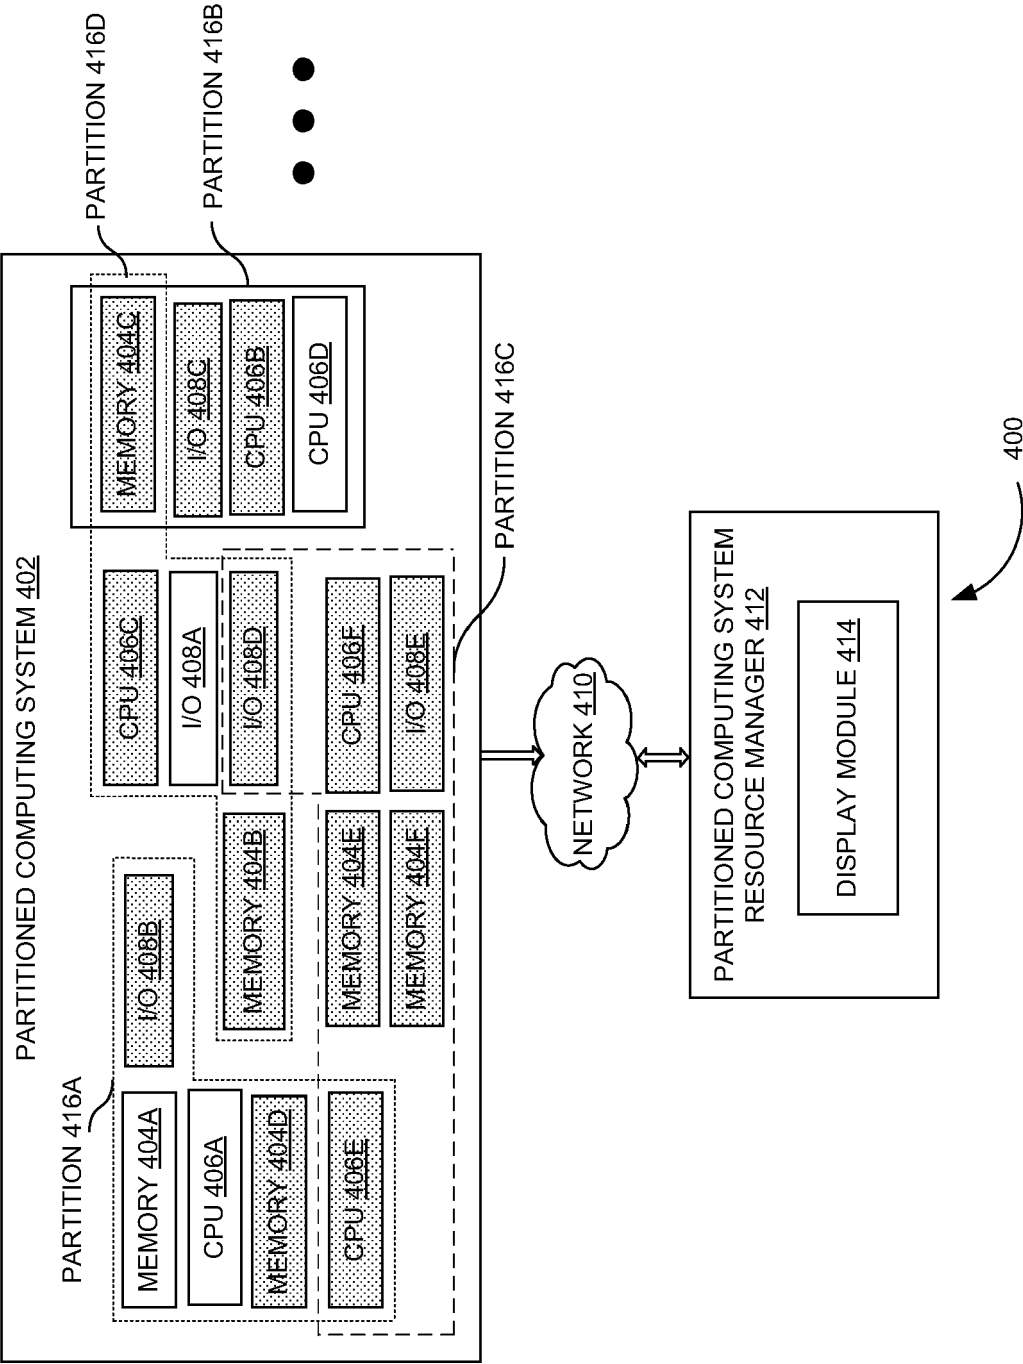 PARTITIONED COMPUTING SYSTEM 402
PARTITION 416A
PARTITION 416D
MEMORY 404A
I/O 408B
CPU 406C
MEMORY 404C
CPU 406A
I/O 408A
I/O 408C
PARTITION 416B
MEMORY 404D
MEMORY 404B
I/O 408D
CPU 406B
CPU 406D
CPU 406E
MEMORY 404E
CPU 406F
MEMORY 404F
I/O 408E
PARTITION 416C
NETWORK 410
PARTITIONED COMPUTING SYSTEM
RESOURCE MANAGER 412
DISPLAY MODULE 414
400